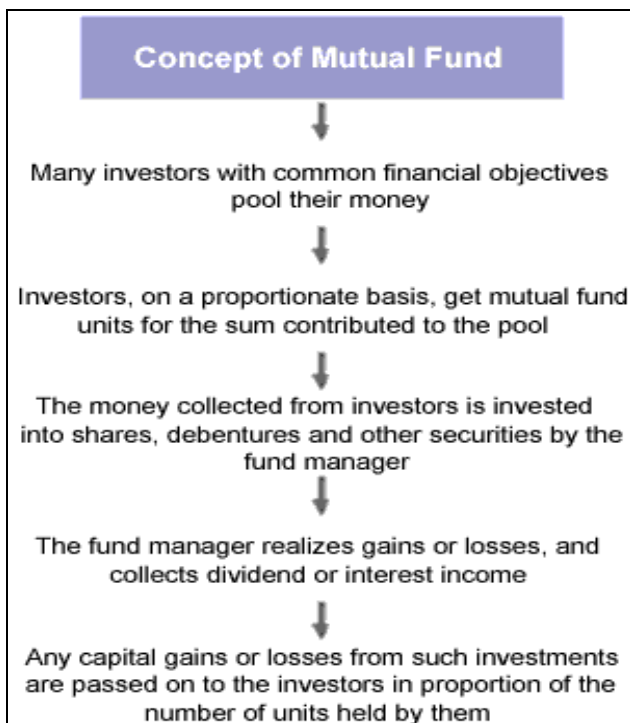 Concept of Mutual Fund
Many investors with common financial objectives
pool their money
Investors, on a proportionate basis, get mutual fund
units for the sum contributed to the pool
The money collected from investors is invested
into shares, debentures and other securities by the
fund manager
The fund manager realizes gains or losses, and
collects dividend or interest income
Any capital gains or losses from such investments
are passed on to the investors in proportion of the
number of units held by them